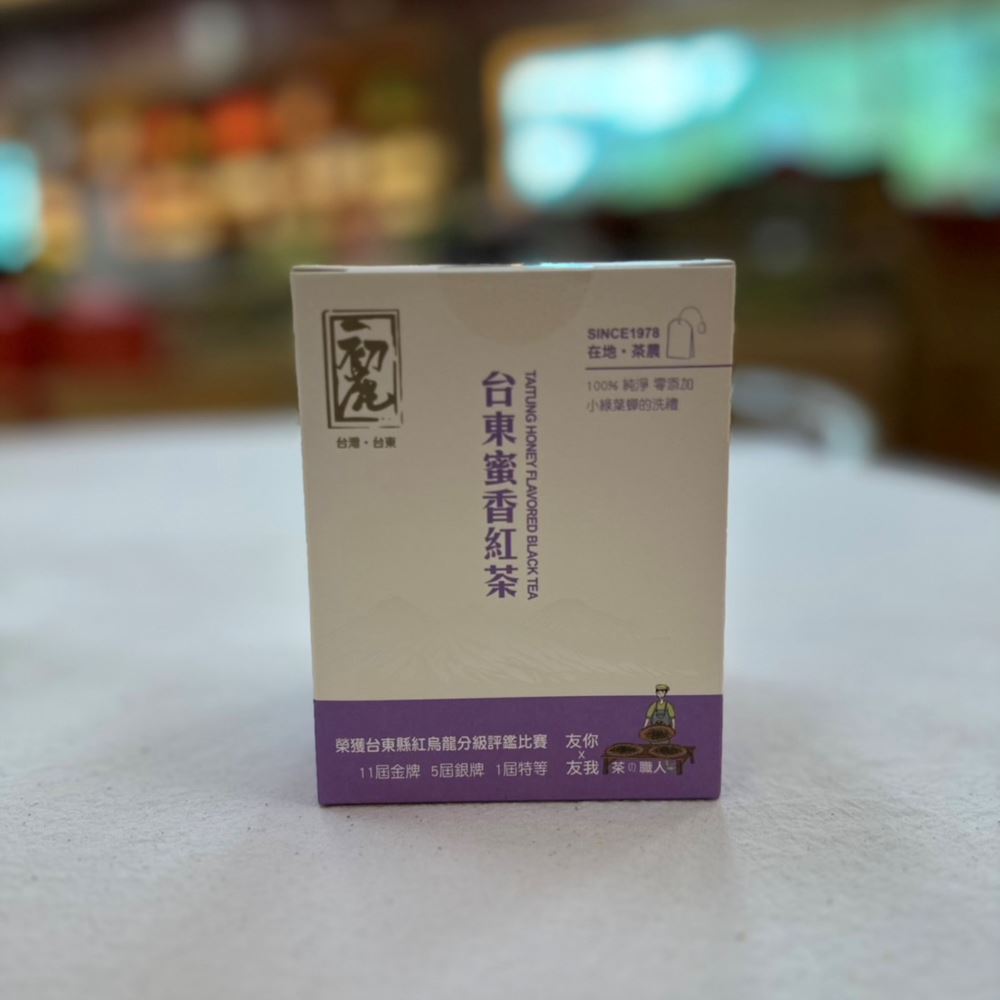 初鹿
台灣・台東
SINCE1978
在地・茶農
100% 純淨 零添加
小綠葉蟬的洗禮
台東蜜香紅茶
TAITUNG HONEY FLAVORED BLACK TEA
榮獲台東縣紅烏龍分級評鑑比賽
11屆金牌 5屆銀牌 1屆特等
友你
x
友我
茶の職人